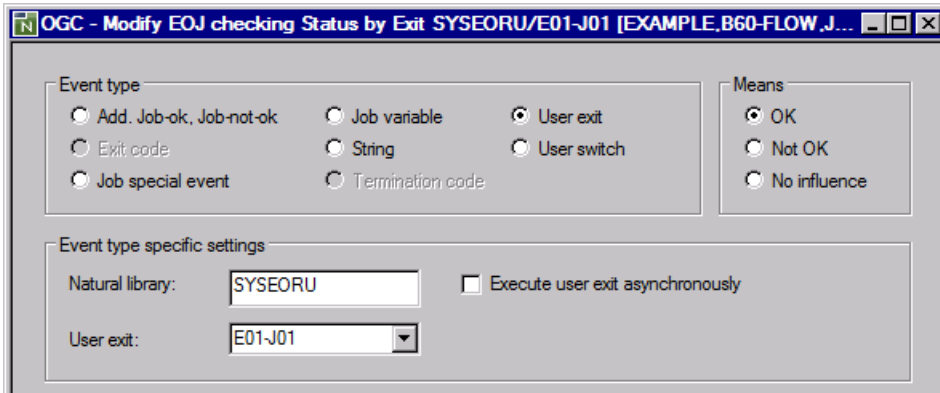 OGC - Modify EOJ checking Status by Exit SYSEORU/E01-J01 [EXAMPLE,B60-FLOW,J...
Event type
Means
Add. Job-ok, Job-not-ok
Job variable
User exit
OK
Exit code
String
User switch
Not OK
Job special event
Termination code
No influence
Event type specific settings
Natural library:
SYSEORU
Execute user exit asynchronously
User exit:
E01-J01